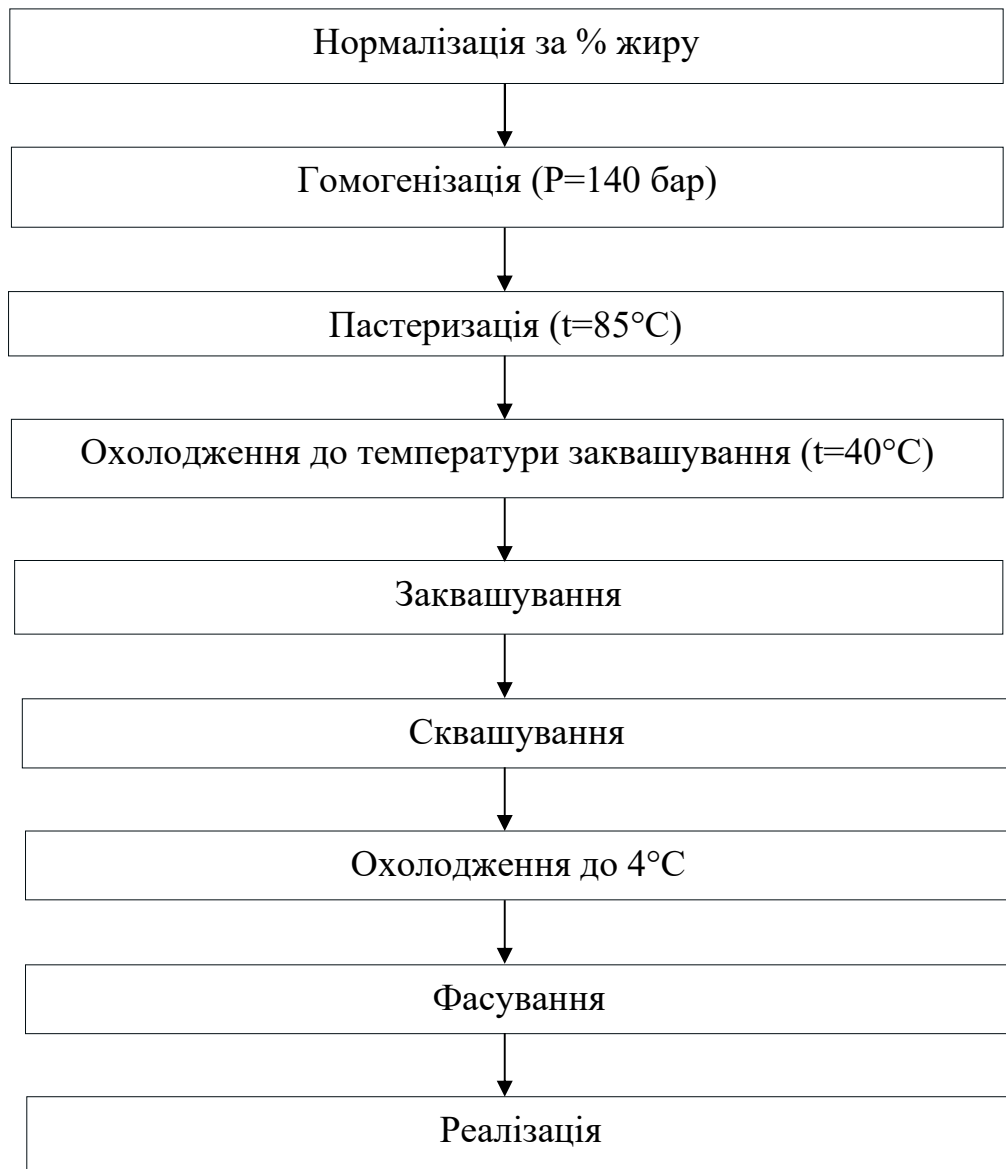 Нормалізація за % жиру
Гомогенізація (Р=140 бар)
Пастеризація (t=85°C)
Охолодження до температури заквашування (t=40°C)
Заквашування
Сквашування
Охолодження до 4°C
Фасування
Реалізація